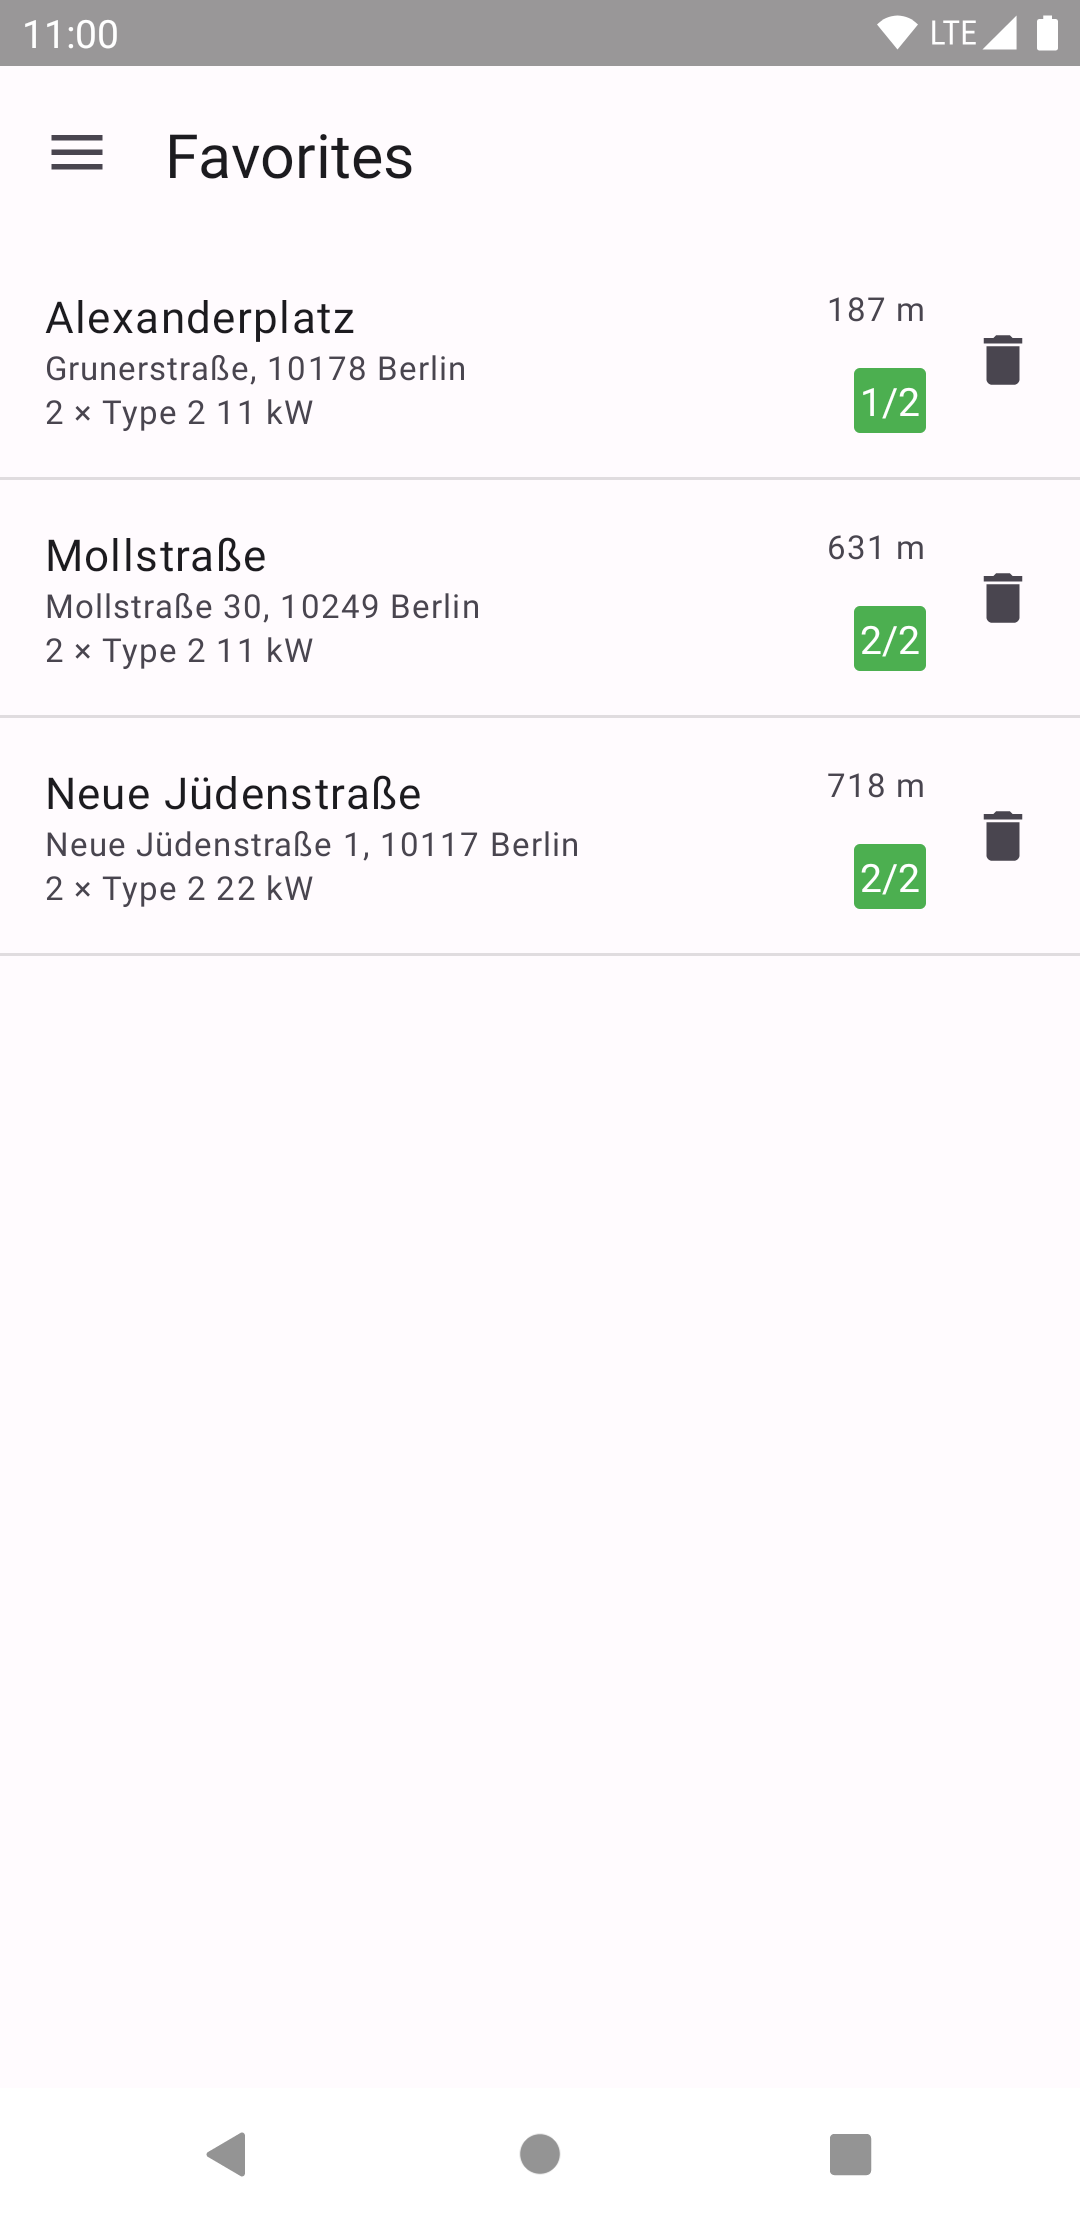 11:00
LTE
Favorites
Alexanderplatz
187 m
Grunerstraße, 10178 Berlin
2 × Type 2 11 kW
1/2
Mollstraße
631 m
Mollstraße 30, 10249 Berlin
2 × Type 2 11 kW
2/2
Neue Jüdenstraße
718 m
Neue Jüdenstraße 1, 10117 Berlin
2 × Type 2 22 kW
2/2